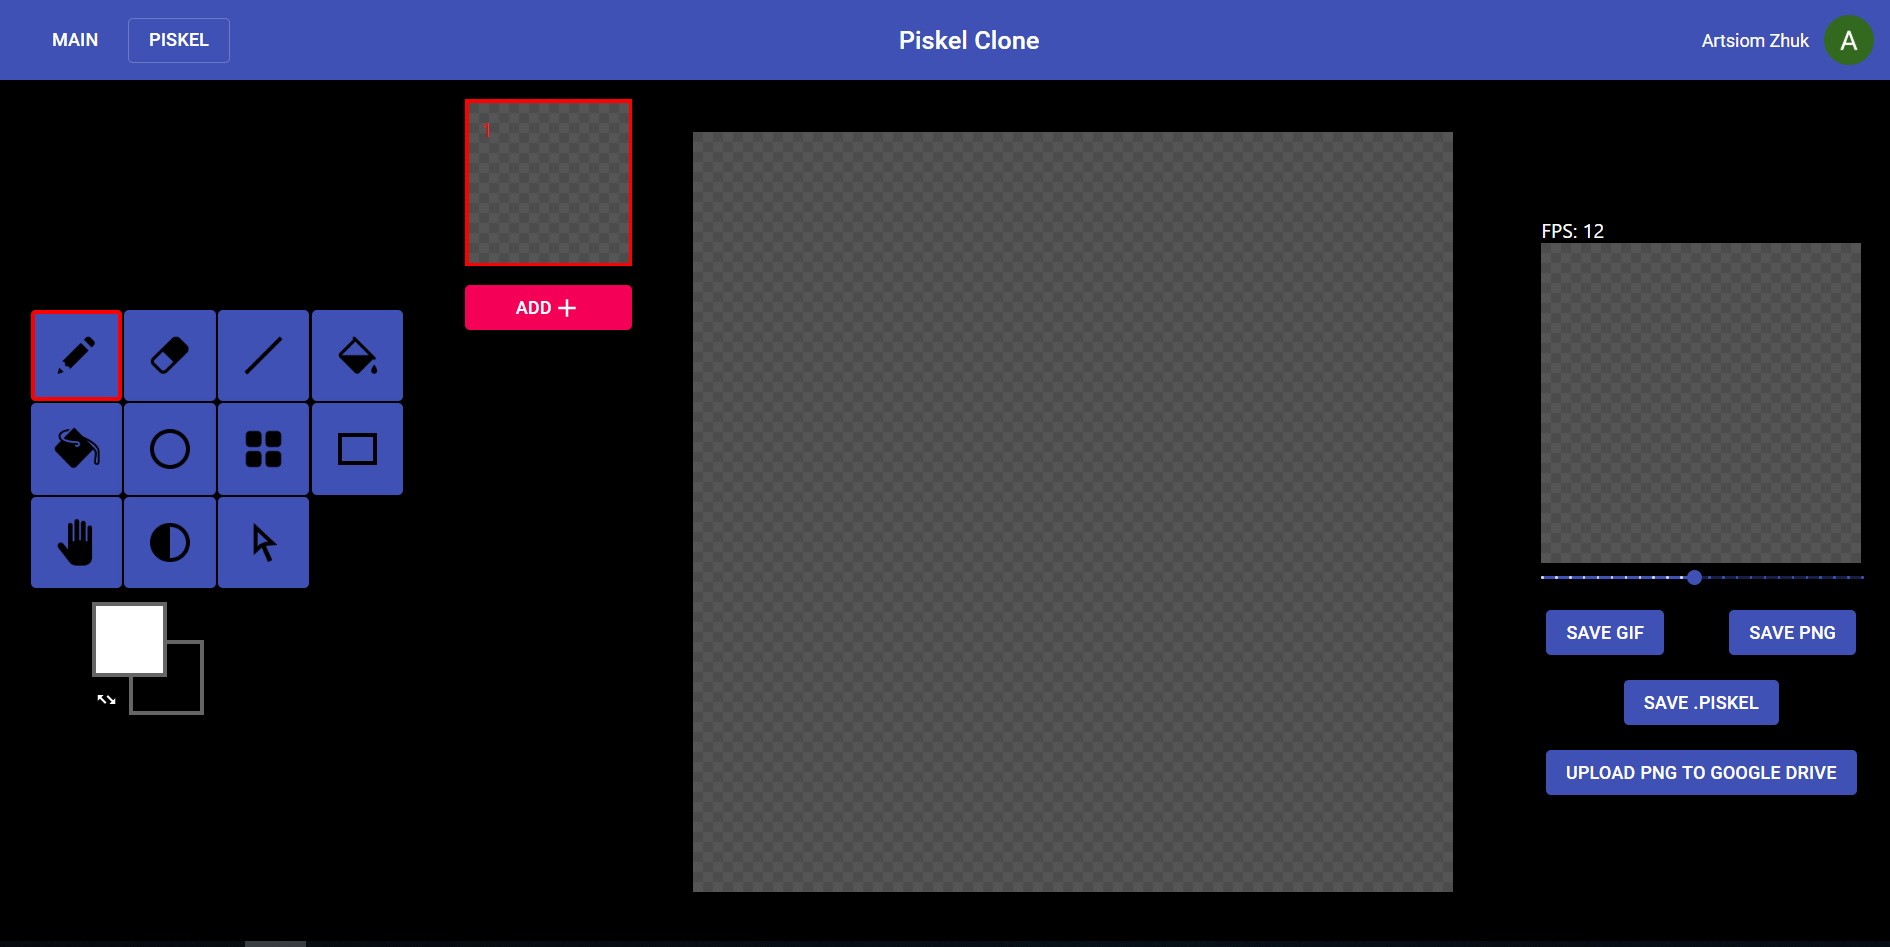 MAIN
PISKEL
Piskel Clone
Artsiom Zhuk
A
1
ADD
FPS: 12
SAVE GIF
SAVE PNG
SAVE .PISKEL
UPLOAD PNG TO GOOGLE DRIVE